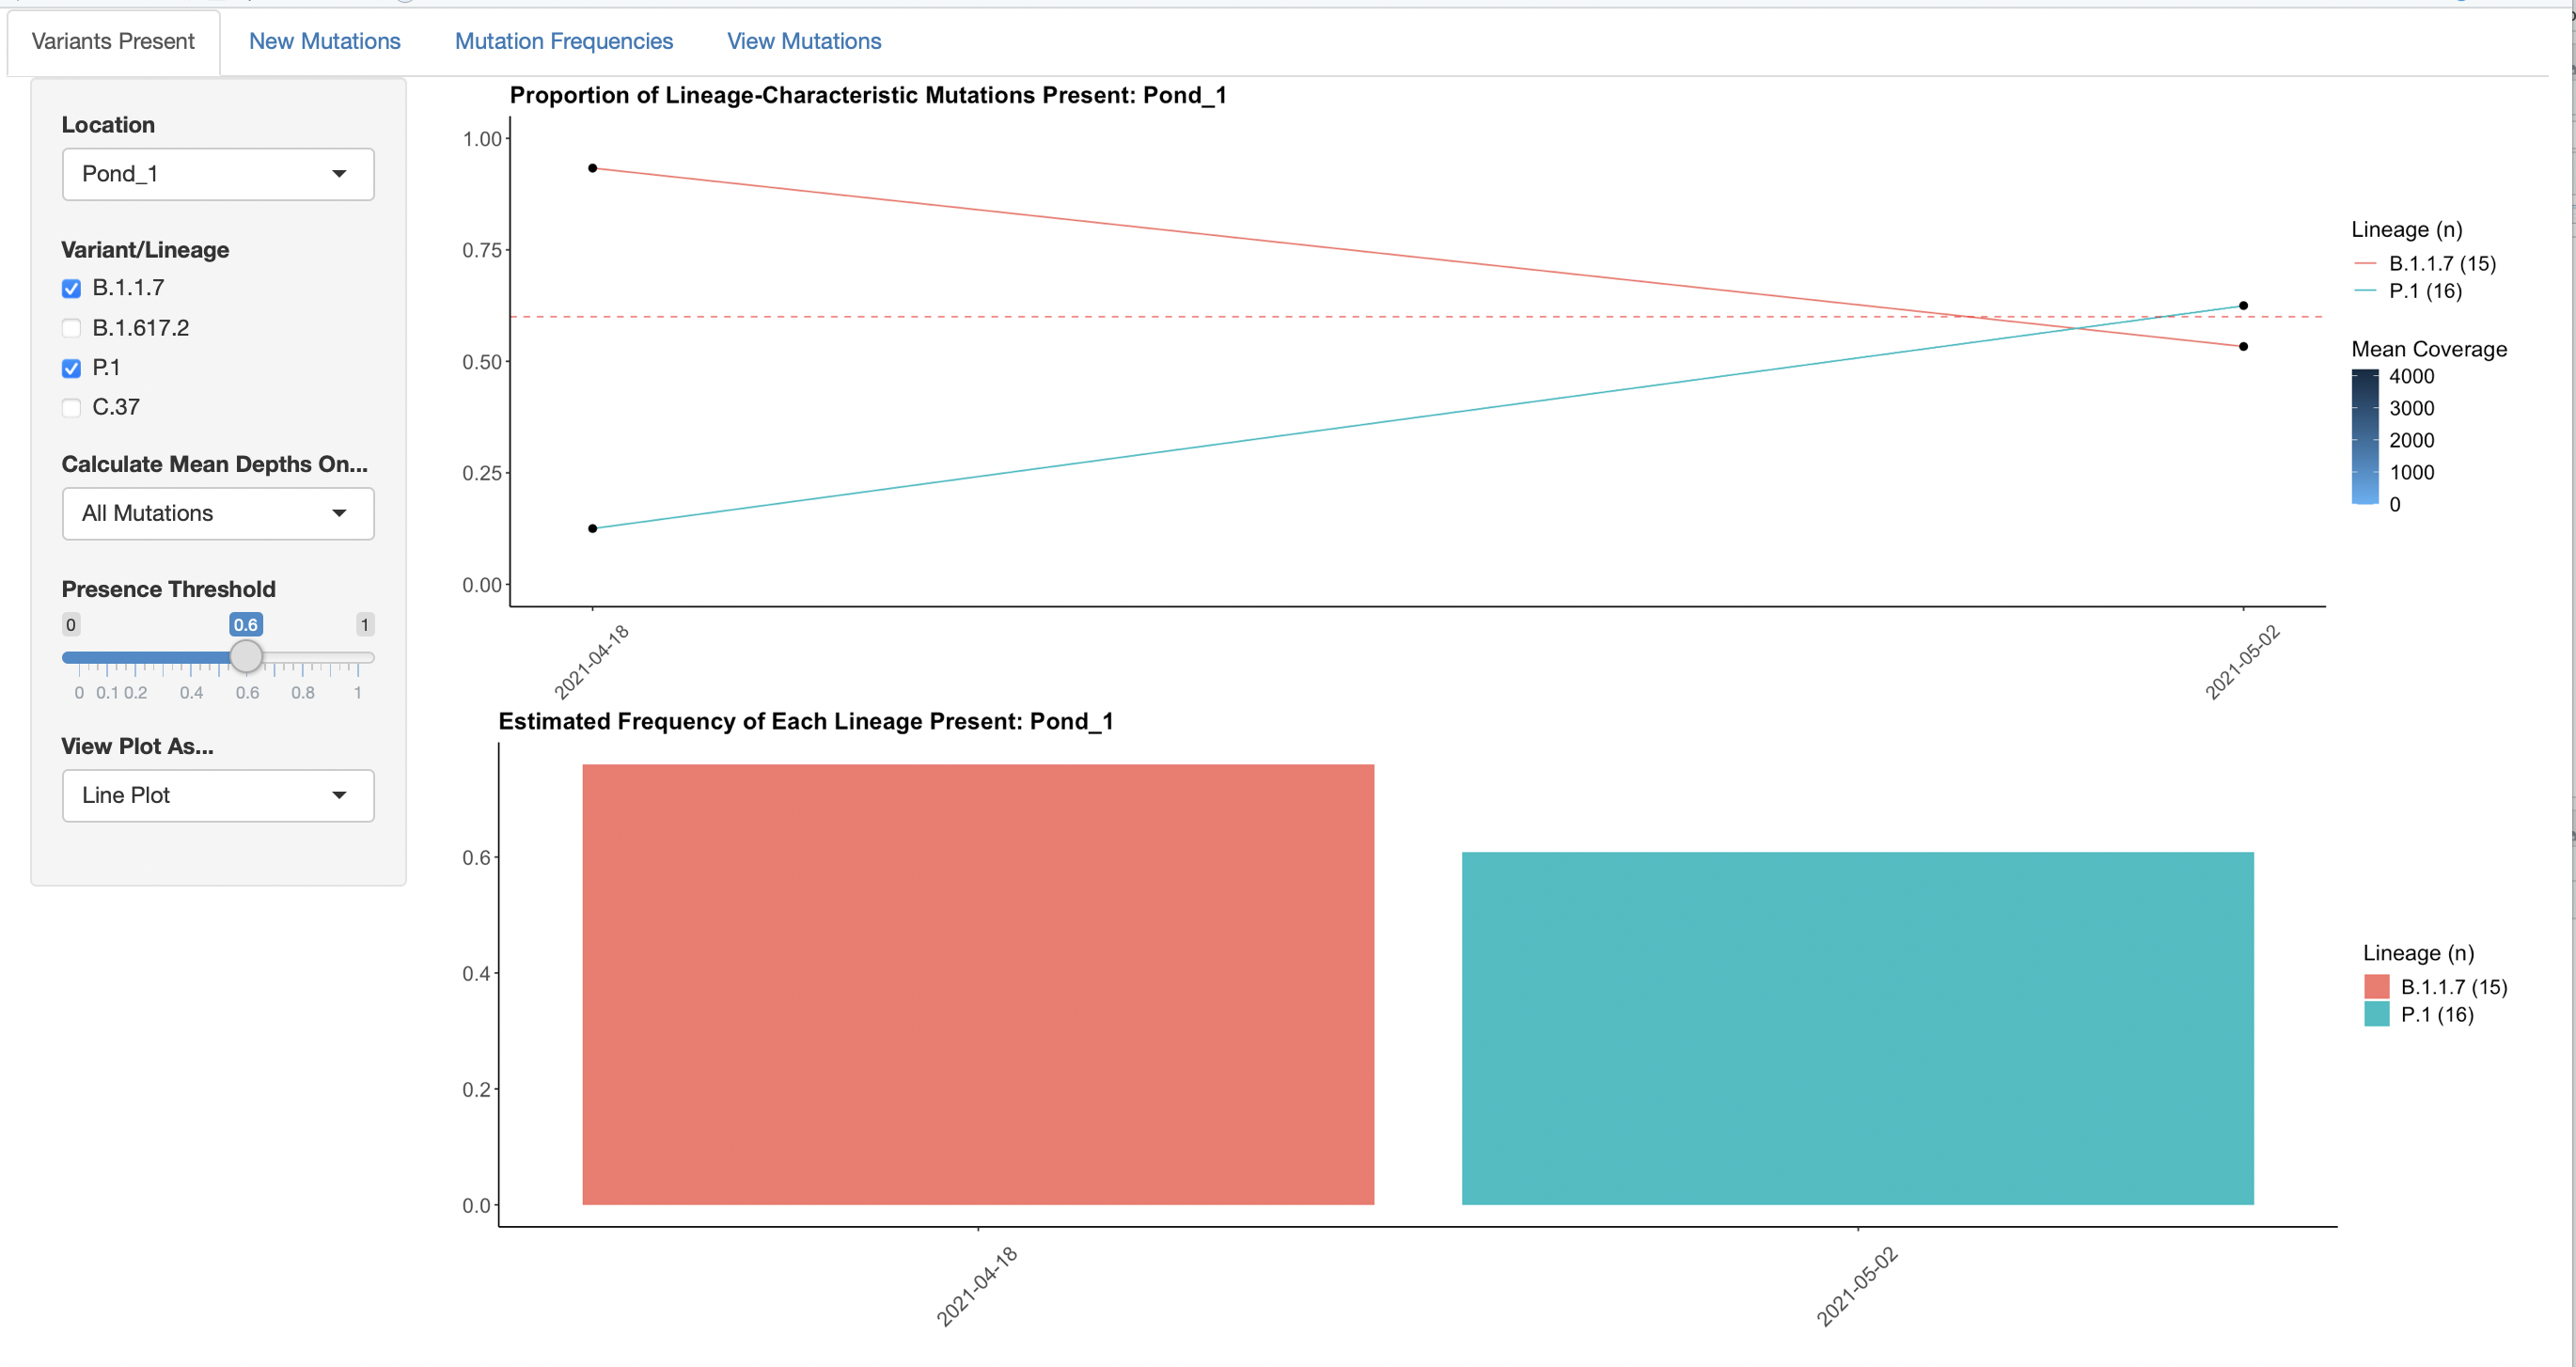 Variants Present New Mutations Mutation Frequencies View Mutations
Location
Pond_1
Variant/Lineage
B.1.1.7
B.1.617.2
P.1
C.37
Calculate Mean Depths On...
All Mutations
Presence Threshold
0 0.6 1
0 0.1 0.2 0.4 0.6 0.8 1
View Plot As...
Line Plot
Proportion of Lineage-Characteristic Mutations Present: Pond_1
1.00
0.75
0.50
0.25
0.00
2021-04-18 2021-05-02
Lineage (n)
B.1.1.7 (15)
P.1 (16)
Mean Coverage
4000
3000
2000
1000
0
Estimated Frequency of Each Lineage Present: Pond_1
0.6
0.4
0.2
0.0
2021-04-18 2021-05-02
Lineage (n)
B.1.1.7 (15)
P.1 (16)